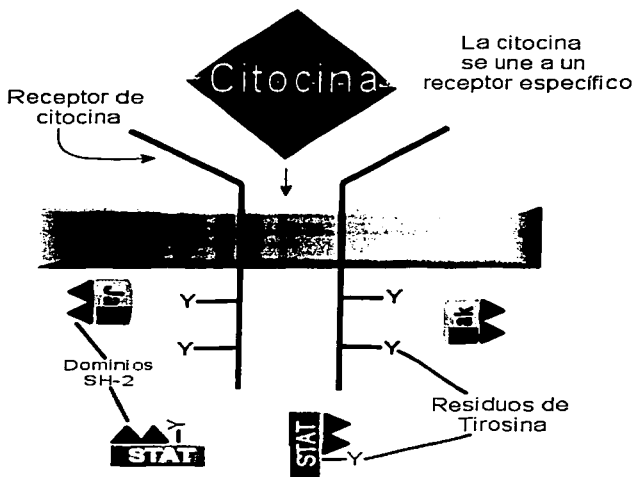 Citocina
La citocina
se une a un
receptor específico
Receptor de
citocina
Y
Y
Y
Y
ak
Dominios
SH-2
Y
STAT
STAT
Y
Residuos de
Tirosina